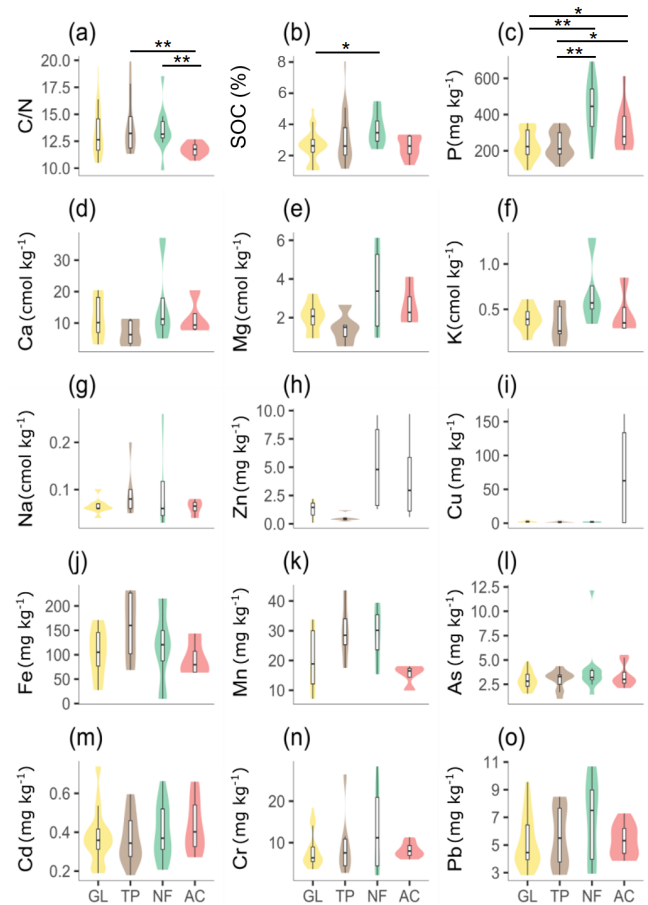 (a) (b) (c)
** ** * * ** * **
C/N 20.0 17.5 15.0 12.5 10.0
SOC (%) 8 6 4 2
P(mg kg-1) 600 400 200
(d) (e) (f)
Ca(cmol kg-1) 30 20 10
Mg(cmol kg-1) 6 4 2
K(cmol kg-1) 1.0 0.5
(g) (h) (i)
Na(cmol kg-1) 0.2 0.1
Zn(mg kg-1) 10.0 7.5 5.0 2.5 0.0
Cu(mg kg-1) 150 100 50 0
(j) (k) (l)
Fe(mg kg-1) 200 150 100 50 0
Mn(mg kg-1) 40 30 20 10
As(mg kg-1) 12.5 10.0 7.5 5.0 2.5
(m) (n) (o)
Cd(mg kg-1) 0.6 0.4 0.2
Cr(mg kg-1) 20 10
Pb(mg kg-1) 11 9 7 5 3
GL TP NF AC GL TP NF AC GL TP NF AC